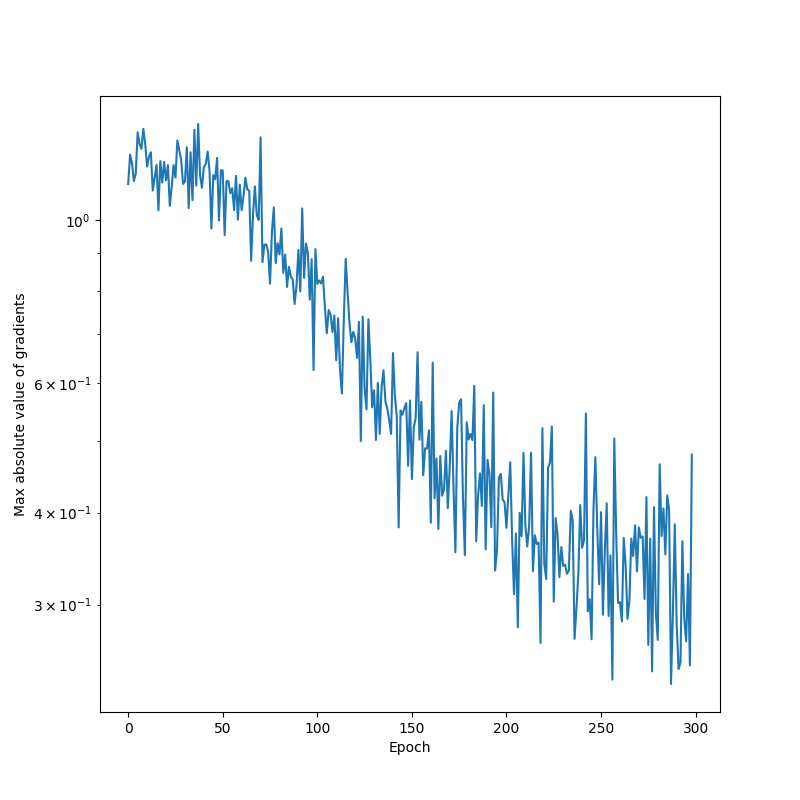 Max absolute value of gradients
10⁰
6 × 10⁻¹
4 × 10⁻¹
3 × 10⁻¹
0 50 100 150 200 250 300
Epoch